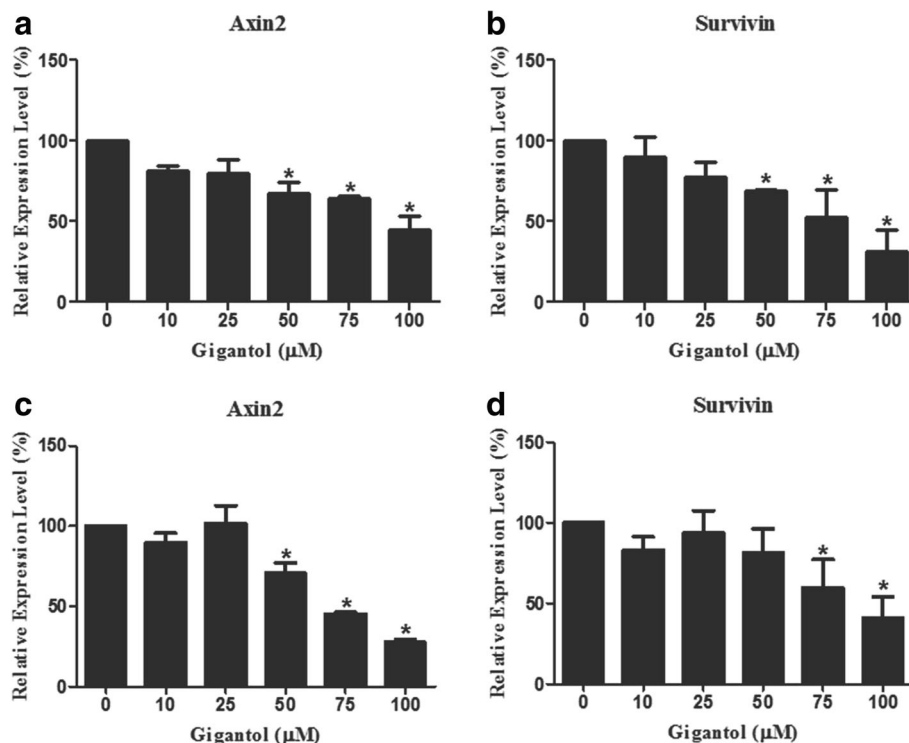 a
Axin2
Relative Expression Level (%)
150
100
50
0
* * *
0 10 25 50 75 100
Gigantol (µM)
b
Survivin
Relative Expression Level (%)
150
100
50
0
* * *
0 10 25 50 75 100
Gigantol (µM)
c
Axin2
Relative Expression Level (%)
150
100
50
0
* * *
0 10 25 50 75 100
Gigantol (µM)
d
Survivin
Relative Expression Level (%)
150
100
50
0
* *
0 10 25 50 75 100
Gigantol (µM)